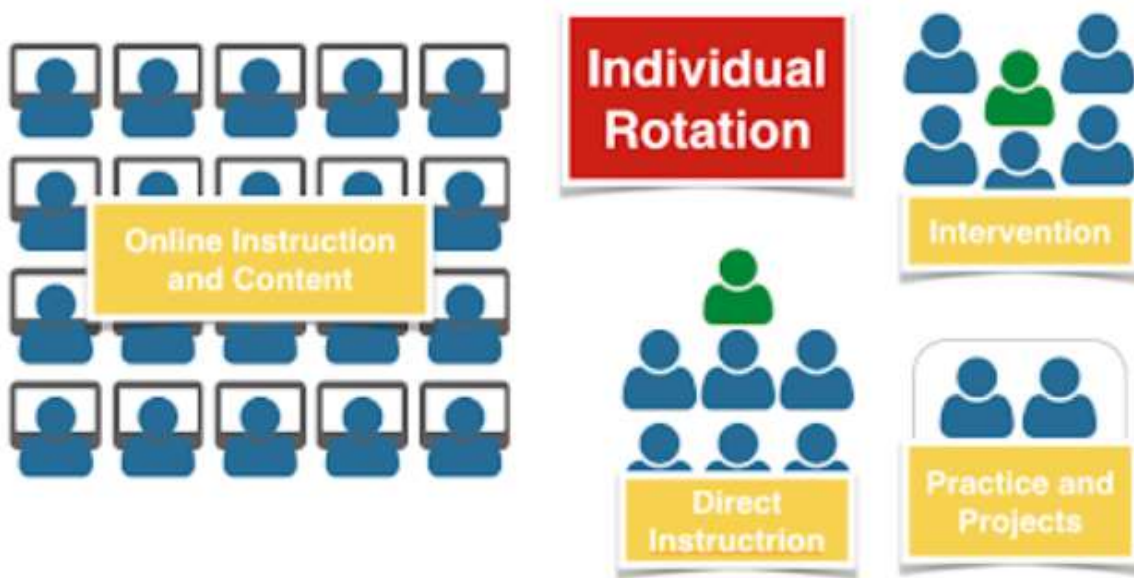 Individual
Rotation
Online Instruction
and Content
Intervention
Direct
Instructrion
Practice and
Projects